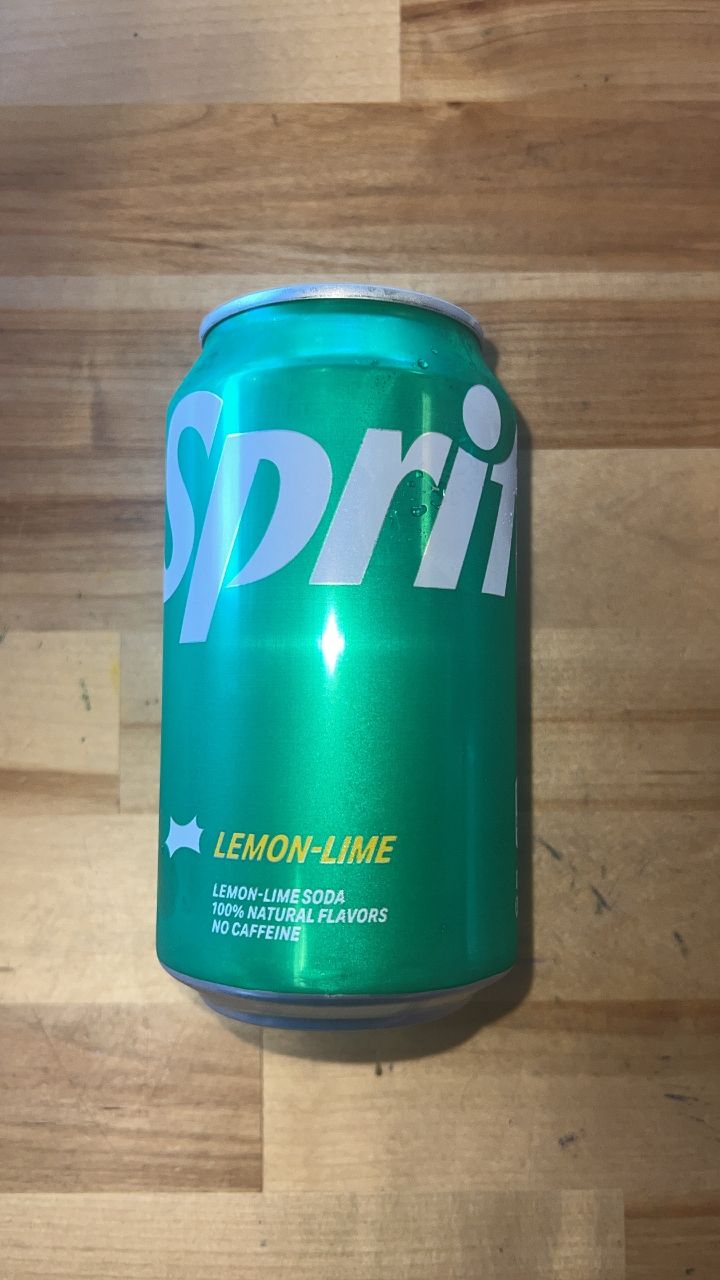 Sprit
LEMON-LIME
LEMON-LIME SODA
100% NATURAL FLAVORS
NO CAFFEINE